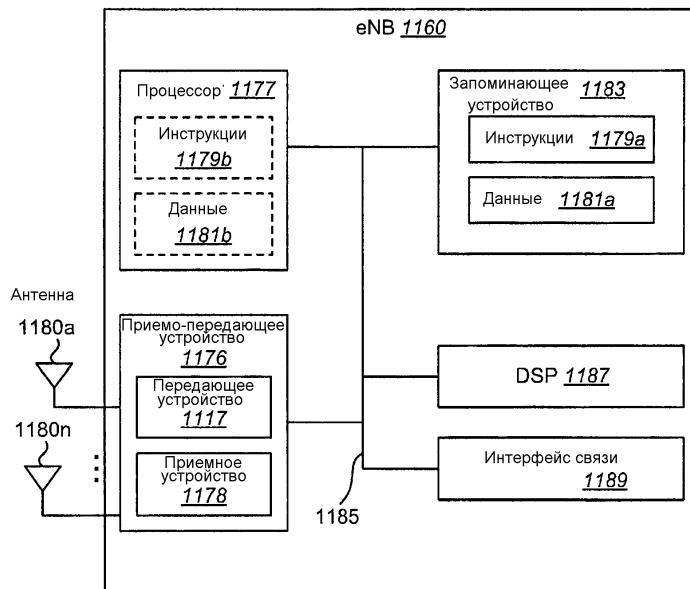 eNB 1160
Процессор 1177
Инструкции
1179b
Данные
1181b
Запоминающее 1183
устройство
Инструкции 1179a
Данные 1181a
Антенна
1180a
1180n
Приемо-передающее
устройство
1176
Передающее
устройство
1117
Приемное
устройство
1178
DSP 1187
Интерфейс связи
1189
1185